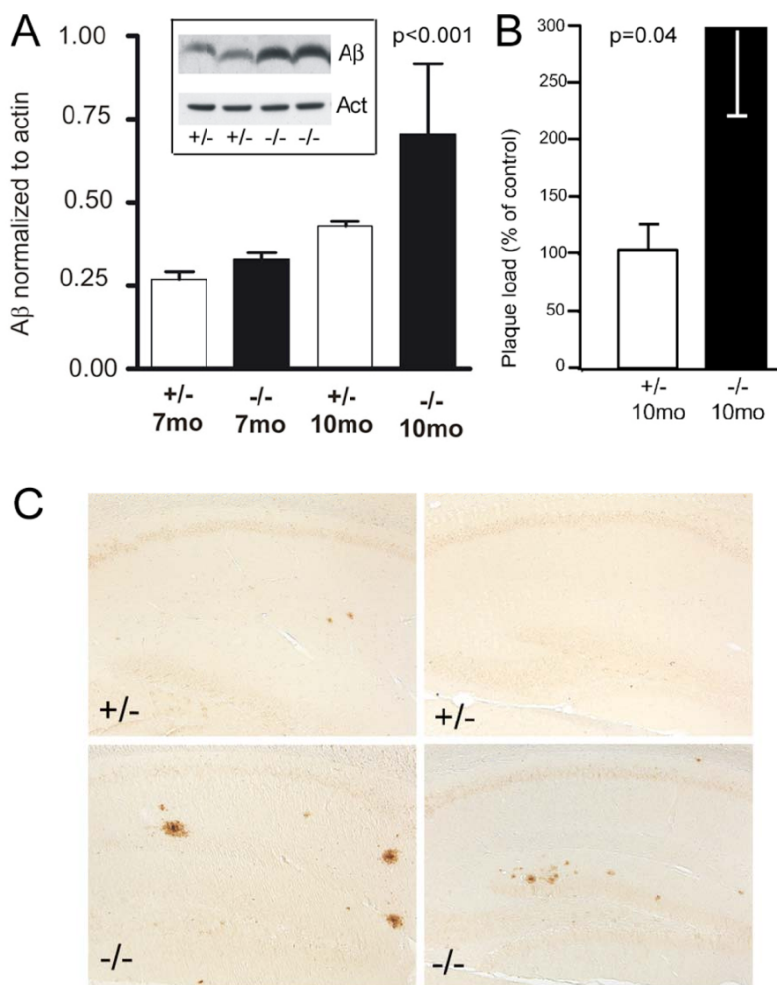 A
Aβ normalized to actin
1.00
0.75
0.50
0.25
0.00
Aβ
Act
+/- +/- -/- -/-
p<0.001
+/- -/- +/- -/-
7mo 7mo 10mo 10mo
B
Plaque load (% of control)
300
250
200
150
100
50
0
p=0.04
+/- -/-
10mo 10mo
C
+/-
+/-
-/-
-/-